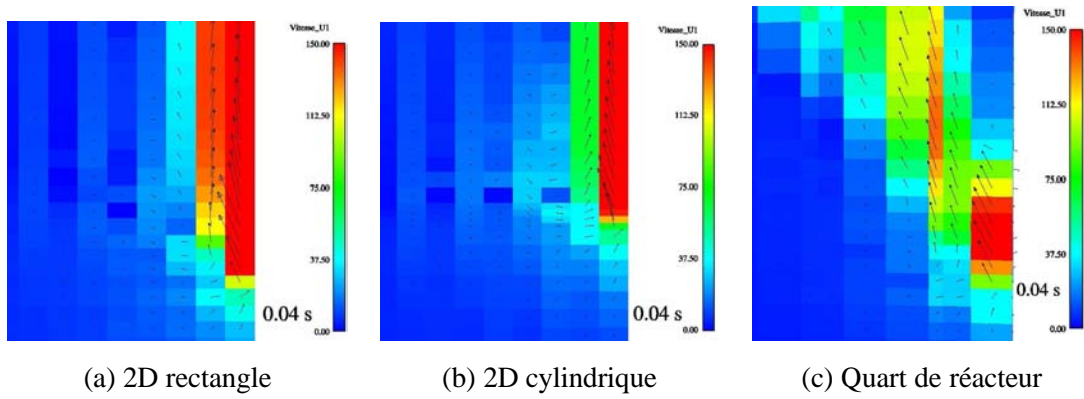 Vitesse_U1
150.00
112.50
75.00
37.50
0.00
0.04 s
(a) 2D rectangle
Vitesse_U1
150.00
112.50
75.00
37.50
0.00
0.04 s
(b) 2D cylindrique
Vitesse_U1
150.00
112.50
75.00
37.50
0.00
0.04 s
(c) Quart de réacteur